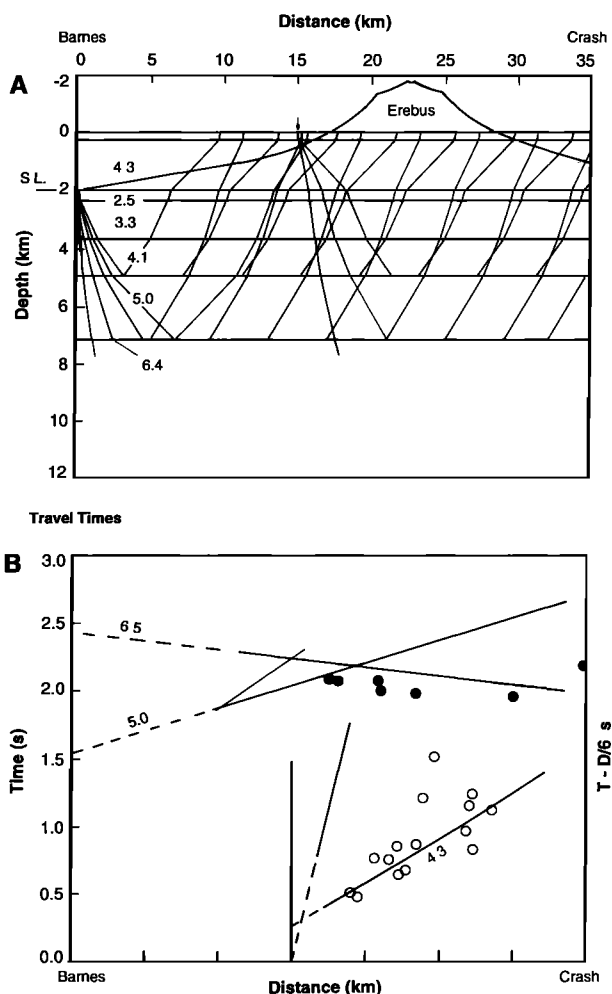 Distance (km)
Barnes Crash
0 5 10 15 20 25 30 35
A
-2
Erebus
0
4 3
S L.
2
2.5
3.3
4
4.1
Depth (km)
5.0
6
6.4
8
10
12
Travel Times
B
3.0
6 5
2.5
2.0
5.0
Time (s)
T - D/6 s
1.5
1.0
4 3
0.5
0.0
Barnes Distance (km) Crash